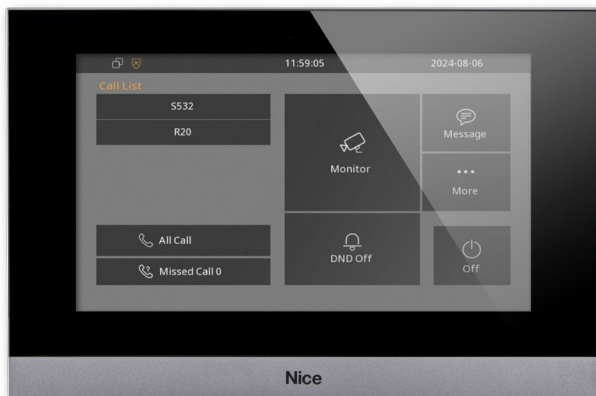 11:59:05
2024-08-06
Call List
S532
R20
Monitor
Message
More
All Call
Missed Call 0
DND Off
Off
Nice